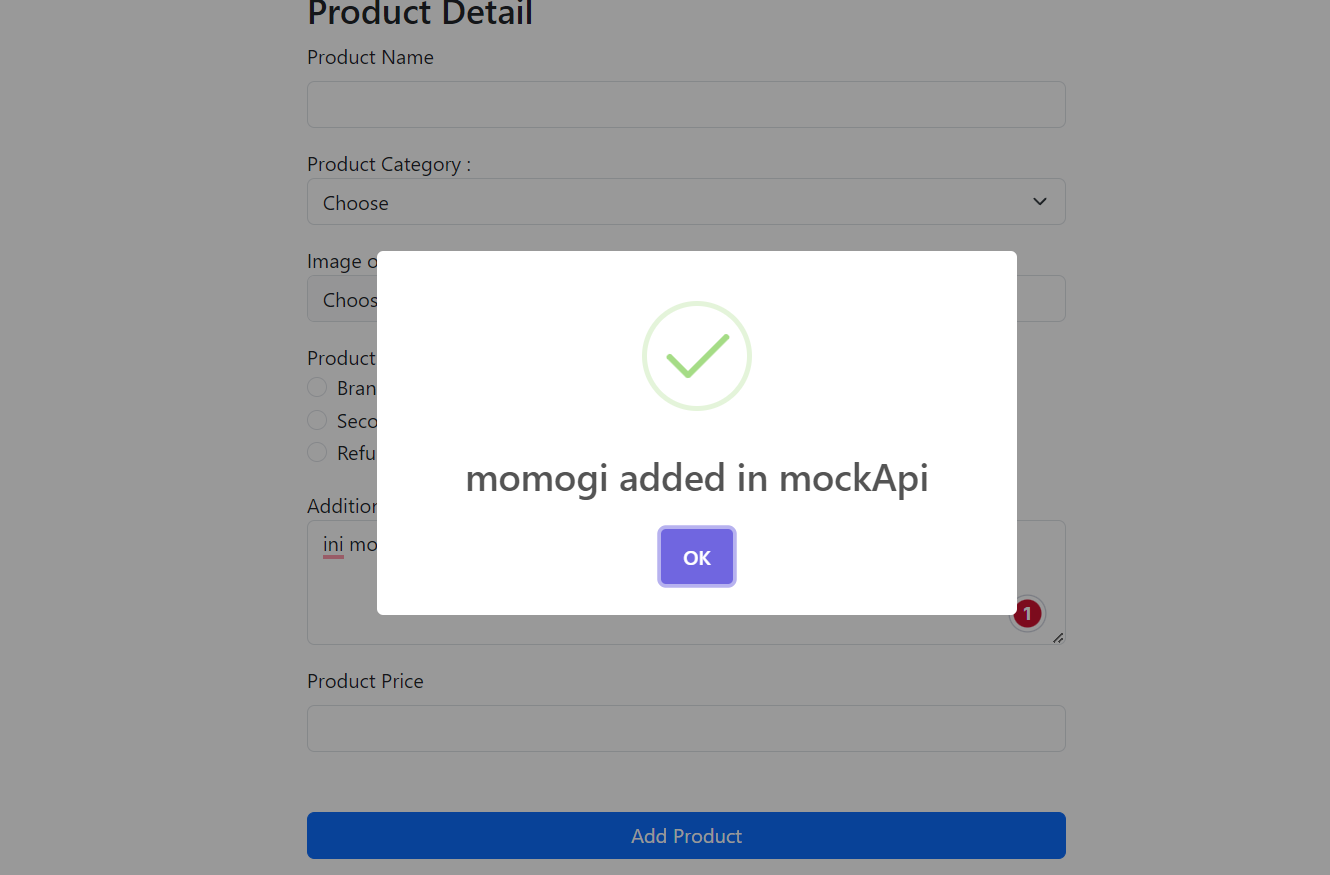 Product Detail
Product Name
Product Category :
Choose
Image o
Choos
Product
Bran
Seco
Refu
momogi added in mockApi
Addition
ini mo
OK
1
Product Price
Add Product